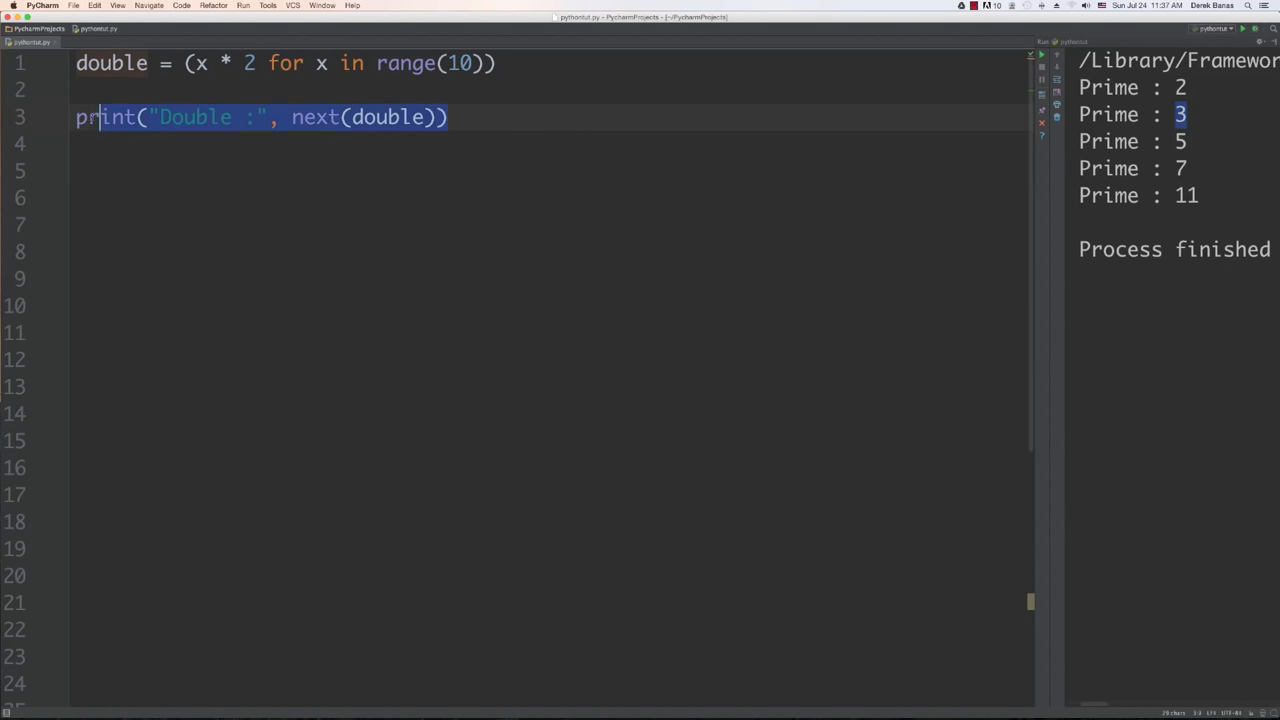 PyCharm File Edit View Navigate Code Refactor Run Tools VCS Window Help
10 Sun Jul 24 11:37 AM Derek Banas
pythontut.py - PycharmProjects - [~/PycharmProjects]
PycharmProjects pythontut.py
pythontut
pythontut.py
Run pythontut
1 double = (x * 2 for x in range(10))
2
3 print("Double :", next(double))
4
5
6
7
8
9
10
11
12
13
14
15
16
17
18
19
20
21
22
23
24
25
/Library/Framewor
Prime : 2
Prime : 3
Prime : 5
Prime : 7
Prime : 11
Process finished
29 chars 3:3 LF÷ UTF-8÷